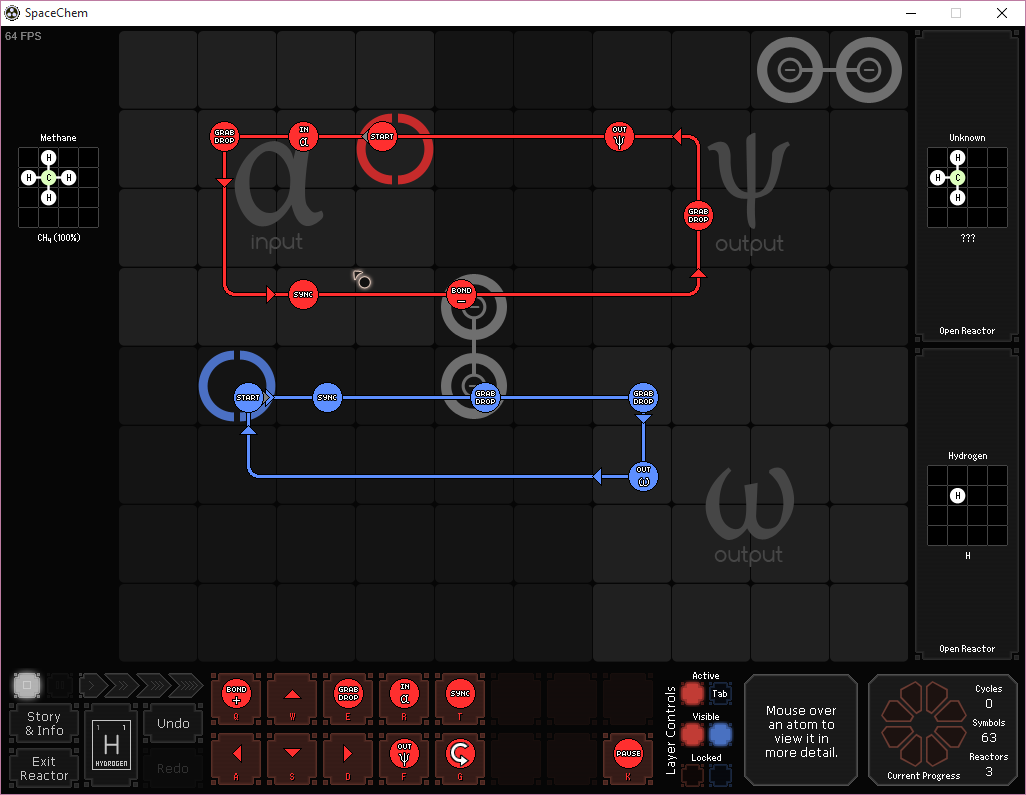 SpaceChem
64 FPS
Methane
H
H C H
H
CH4 (100%)
GRAB DROP
IN α
START
OUT ψ
GRAB DROP
α
input
ψ
output
SYNC
BOND −
START
SYNC
GRAB DROP
GRAB DROP
OUT ω
ω
output
Unknown
H
H C
H
???
Open Reactor
Hydrogen
H
H
Open Reactor
Story
& Info
Exit
Reactor
1 1
H
HYDROGEN
Undo
Redo
BOND +
Q
W
GRAB DROP
E
IN α
R
SYNC
T
A
S
D
OUT ψ
F
G
PAUSE
K
Layer Controls
Active
Tab
Visible
Locked
Mouse over
an atom to
view it in
more detail.
Cycles
0
Symbols
63
Reactors
3
Current Progress